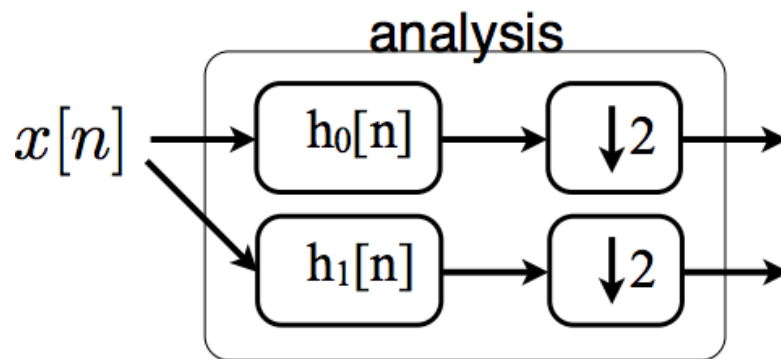 analysis
x[n]
h₀[n] ↓2
h₁[n] ↓2